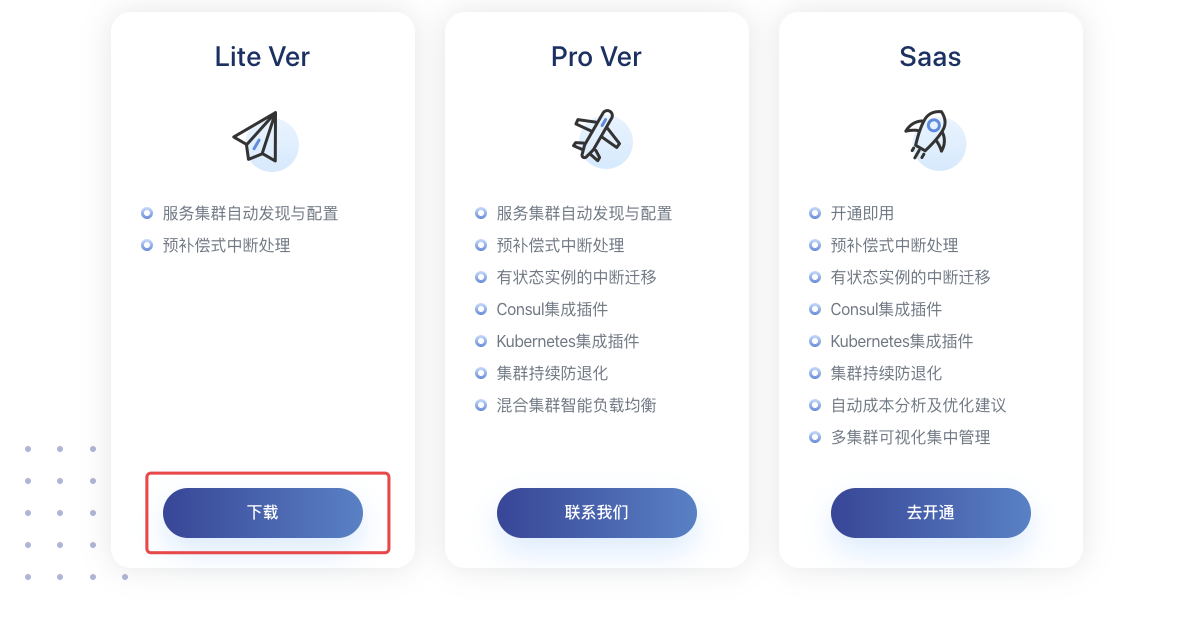 Lite Ver
服务集群自动发现与配置
预补偿式中断处理
下载
Pro Ver
服务集群自动发现与配置
预补偿式中断处理
有状态实例的中断迁移
Consul集成插件
Kubernetes集成插件
集群持续防退化
混合集群智能负载均衡
联系我们
Saas
开通即用
预补偿式中断处理
有状态实例的中断迁移
Consul集成插件
Kubernetes集成插件
集群持续防退化
自动成本分析及优化建议
多集群可视化集中管理
去开通